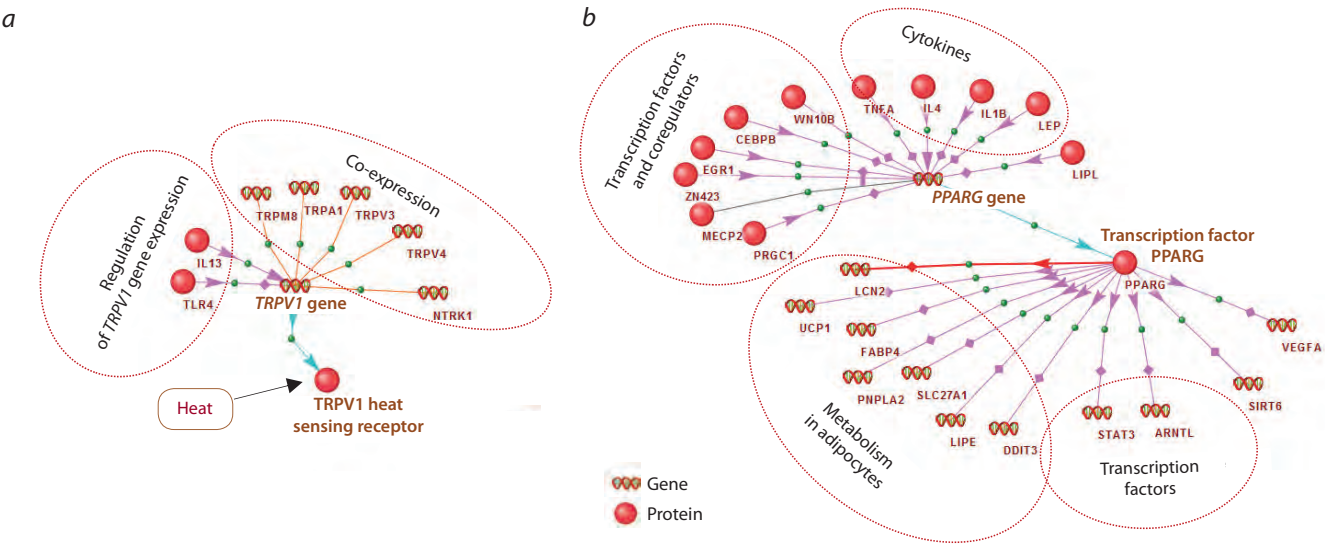 a
Regulation
of TRPV1 gene expression
Co-expression
TRPM8
TRPA1
TRPV3
TRPV4
NTRK1
IL13
TLR4
TRPV1 gene
Heat
TRPV1 heat
sensing receptor
b
Transcription factors
and coregulators
Cytokines
WN10B
CEBPB
EGR1
ZN423
MECP2
PRGC1
TNFA
IL4
IL1B
LEP
LIPL
PPARG gene
Transcription factor
PPARG
PPARG
LCN2
UCP1
FABP4
PNPLA2
SLC27A1
LIPE
DDIT3
STAT3
ARNTL
SIRT6
VEGFA
Metabolism
in adipocytes
Transcription
factors
Gene
Protein